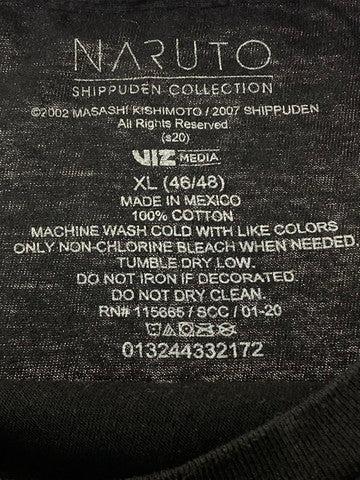 NARUTO
SHIPPUDEN COLLECTION
©2002 MASASHI KISHIMOTO / 2007 SHIPPUDEN
All Rights Reserved
(s20)
VIZ MEDIA
XL (46/48)
MADE IN MEXICO
100% COTTON
MACHINE WASH COLD WITH LIKE COLORS
ONLY NON-CHLORINE BLEACH WHEN NEEDED
TUMBLE DRY LOW.
DO NOT IRON IF DECORATED.
DO NOT DRY CLEAN.
RN# 115665 / SCC / 01-20
013244332172